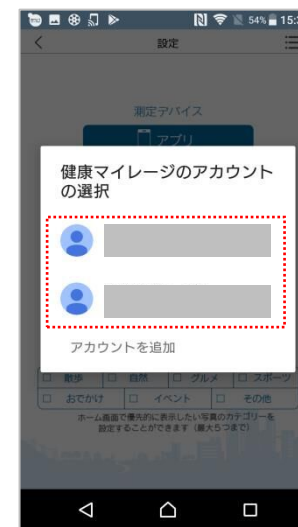 54% 15:3
設定
測定デバイス
アプリ
健康マイレージのアカウント
の選択
アカウントを追加
散歩 自然 グルメ スポーツ
おでかけ イベント その他
ホーム画面で優先的に表示したい写真のカテゴリーを
設定することができます（最大5つまで）